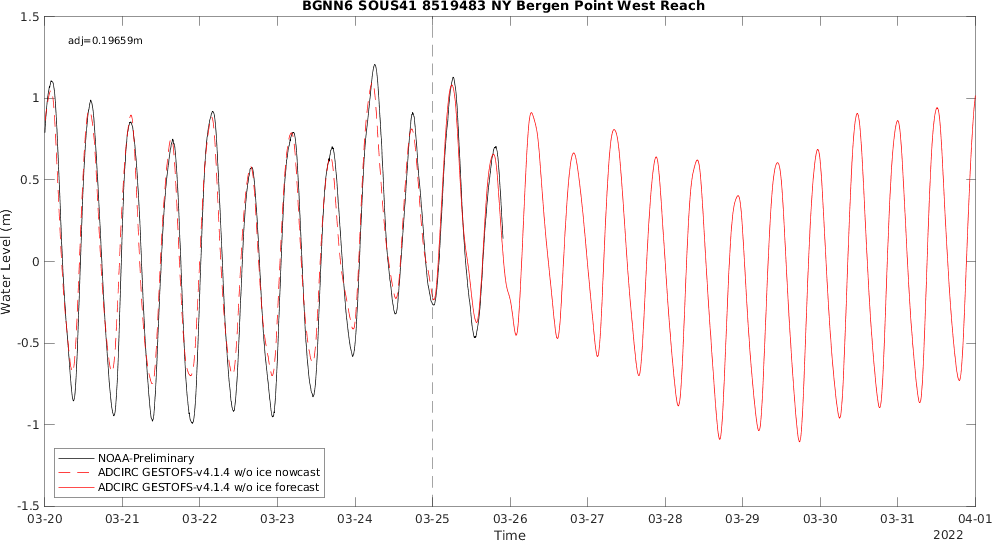 BGNN6 SOUS41 8519483 NY Bergen Point West Reach
adj=0.19659m
1.5
1
0.5
0
-0.5
-1
-1.5
Water Level (m)
NOAA-Preliminary
ADCIRC GESTOFS-v4.1.4 w/o ice nowcast
ADCIRC GESTOFS-v4.1.4 w/o ice forecast
03-20 03-21 03-22 03-23 03-24 03-25 03-26 03-27 03-28 03-29 03-30 03-31 04-01
Time
2022